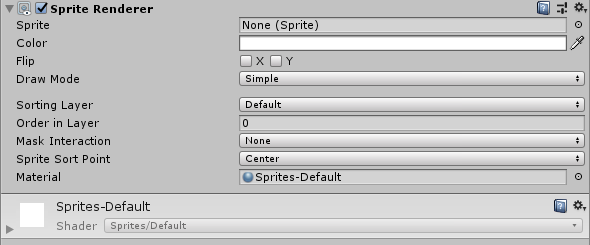 Sprite Renderer
Sprite None (Sprite)
Color
Flip X Y
Draw Mode Simple
Sorting Layer Default
Order in Layer 0
Mask Interaction None
Sprite Sort Point Center
Material Sprites-Default
Sprites-Default
Shader Sprites/Default